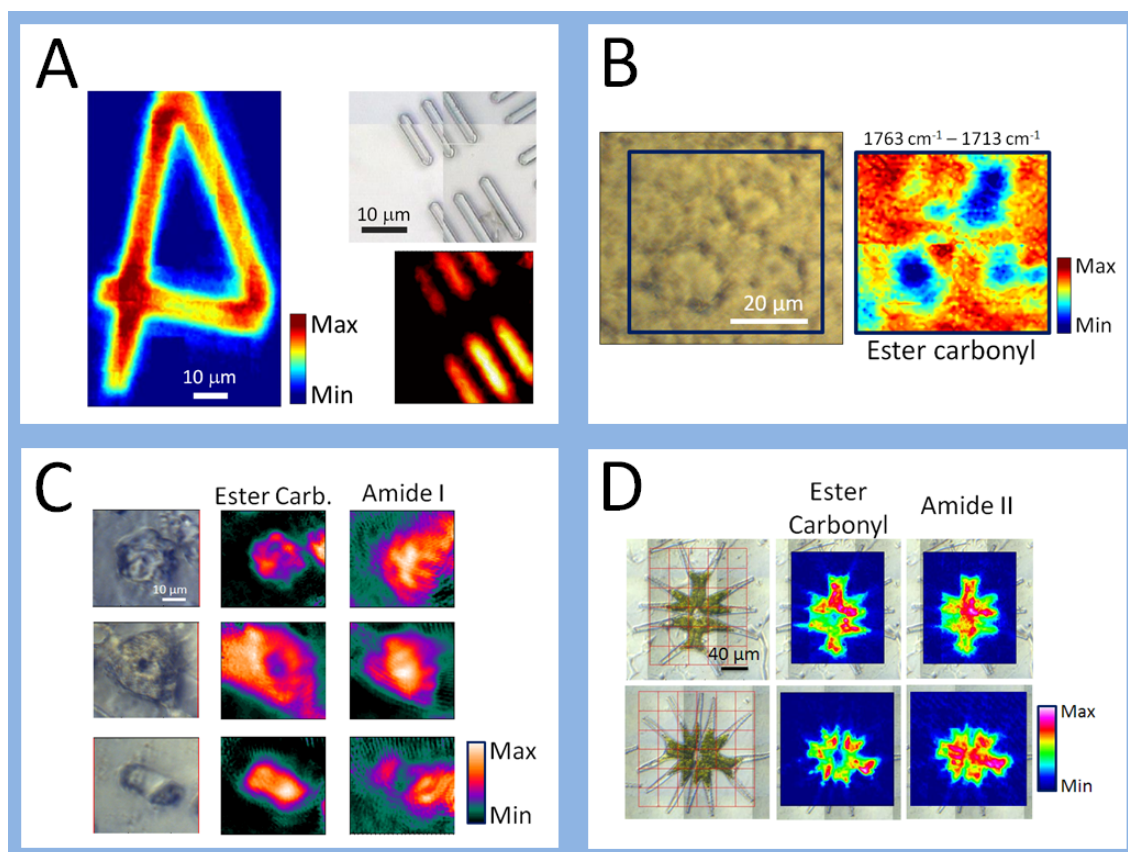 A
10 μm
Max
Min
10 μm
B
20 μm
1763 cm⁻¹ – 1713 cm⁻¹
Max
Min
Ester carbonyl
C
Ester Carb.
Amide I
10 μm
Max
Min
D
Ester
Carbonyl
Amide II
40 μm
Max
Min